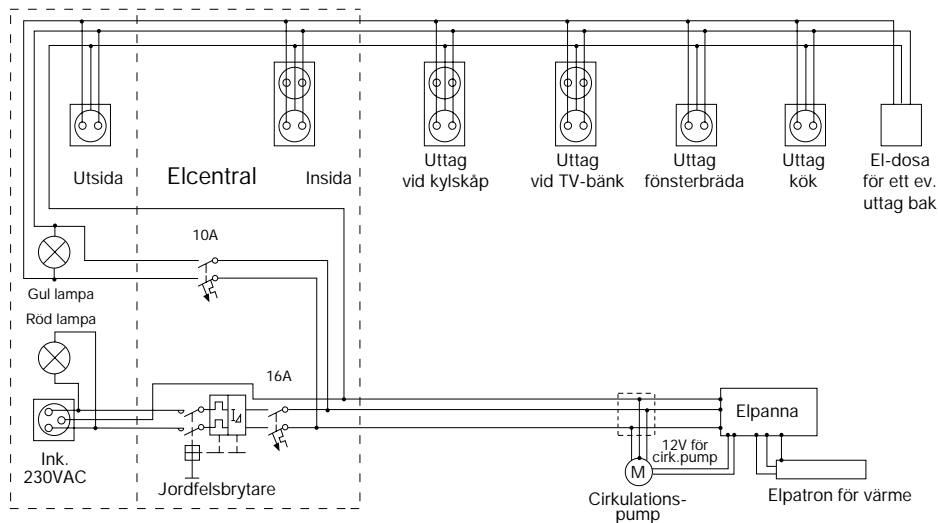 Utsida
Elcentral
Insida
Uttag
vid kylskåp
Uttag
vid TV-bänk
Uttag
fönsterbräda
Uttag
kök
El-dosa
för ett ev.
uttag bak
10A
Gul lampa
Röd lampa
16A
I∆
Ink.
230VAC
Jordfelsbrytare
Elpanna
12V för
cirk.pump
M
Cirkulations-
pump
Elpatron för värme